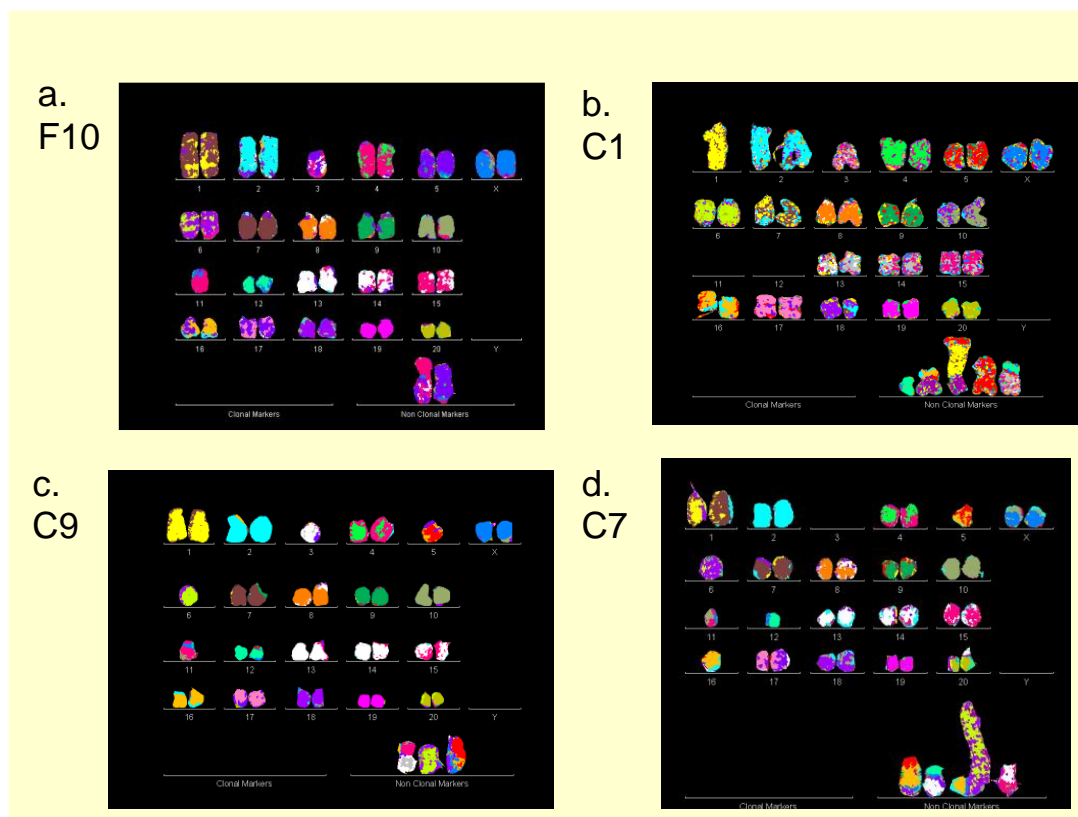 a.
F10
1 2 3 4 5 X
6 7 8 9 10
11 12 13 14 15
16 17 18 19 20 Y
Clonal Markers Non Clonal Markers
b.
C1
1 2 3 4 5 X
6 7 8 9 10
11 12 13 14 15
16 17 18 19 20 Y
Clonal Markers Non Clonal Markers
c.
C9
1 2 3 4 5 X
6 7 8 9 10
11 12 13 14 15
16 17 18 19 20 Y
Clonal Markers Non Clonal Markers
d.
C7
1 2 3 4 5 X
6 7 8 9 10
11 12 13 14 15
16 17 18 19 20 Y
Clonal Markers Non Clonal Markers